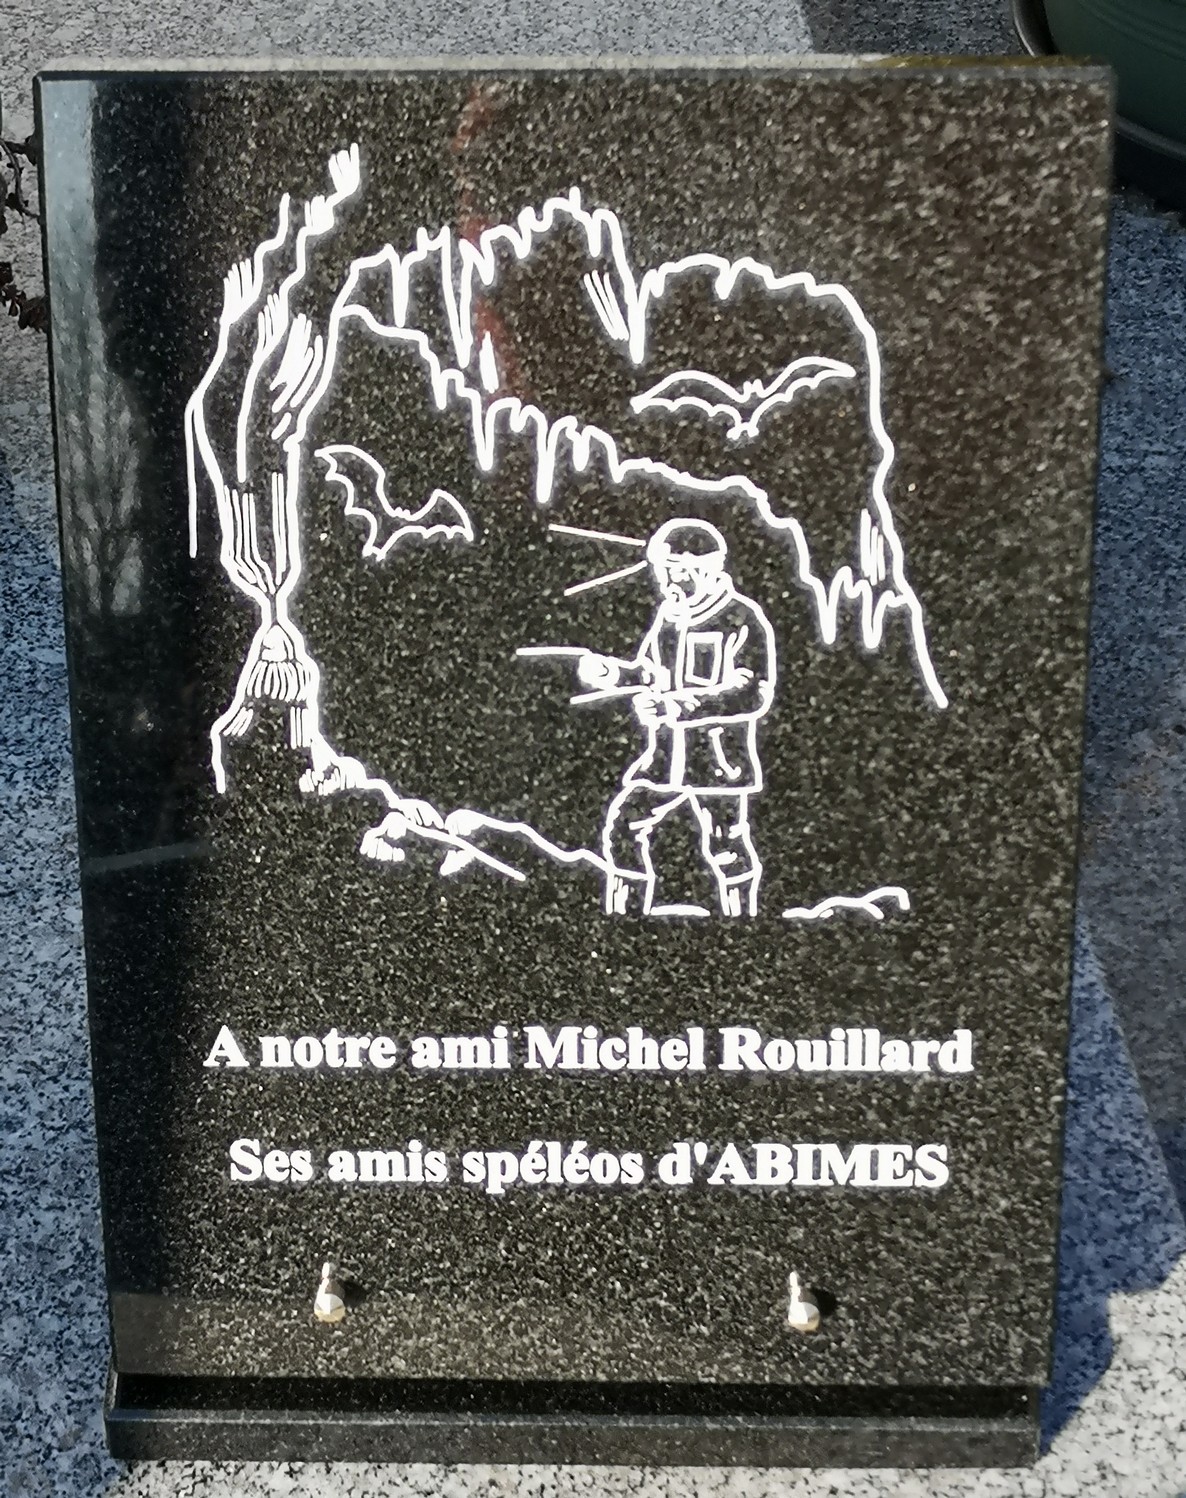 A notre ami Michel Rouillard
Ses amis spéléos d'ABIMES